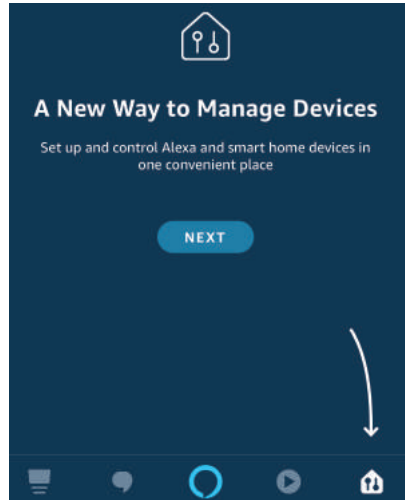 A New Way to Manage Devices
Set up and control Alexa and smart home devices in
one convenient place
NEXT